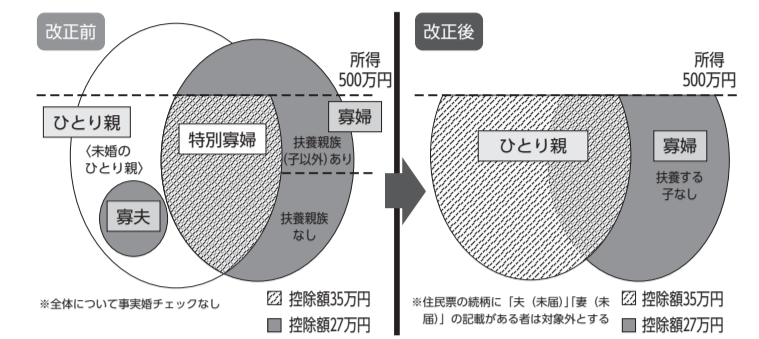 改正前
所得
500万円
ひとり親
〈未婚の
ひとり親〉
特別寡婦
寡婦
扶養親族
(子以外)あり
寡夫
扶養親族
なし
※全体について事実婚チェックなし
控除額35万円
控除額27万円
改正後
所得
500万円
ひとり親
寡婦
扶養する
子なし
※住民票の続柄に「夫（未届）」「妻（未
届）」の記載がある者は対象外とする
控除額35万円
控除額27万円